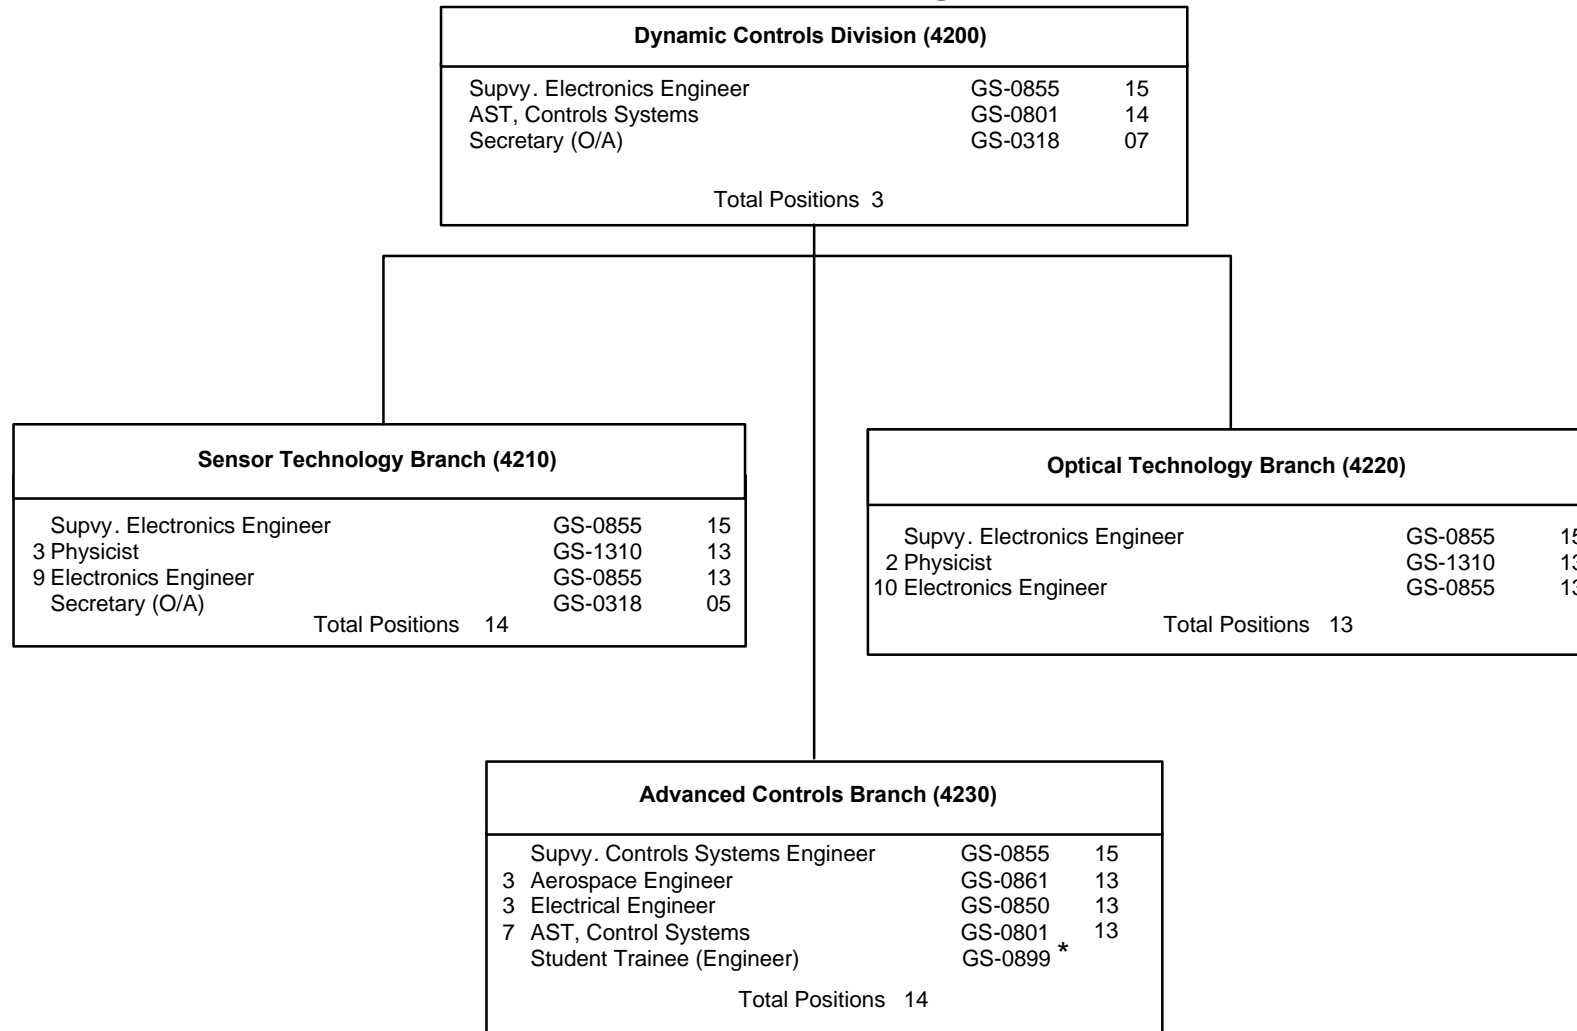 Dynamic Controls Division (4200)
Supvy. Electronics Engineer GS-0855 15
AST, Controls Systems GS-0801 14
Secretary (O/A) GS-0318 07
Total Positions 3
Sensor Technology Branch (4210)
Supvy. Electronics Engineer GS-0855 15
3 Physicist GS-1310 13
9 Electronics Engineer GS-0855 13
Secretary (O/A) GS-0318 05
Total Positions 14
Optical Technology Branch (4220)
Supvy. Electronics Engineer GS-0855 15
2 Physicist GS-1310 13
10 Electronics Engineer GS-0855 13
Total Positions 13
Advanced Controls Branch (4230)
Supvy. Controls Systems Engineer GS-0855 15
3 Aerospace Engineer GS-0861 13
3 Electrical Engineer GS-0850 13
7 AST, Control Systems GS-0801 13
Student Trainee (Engineer) GS-0899 *
Total Positions 14